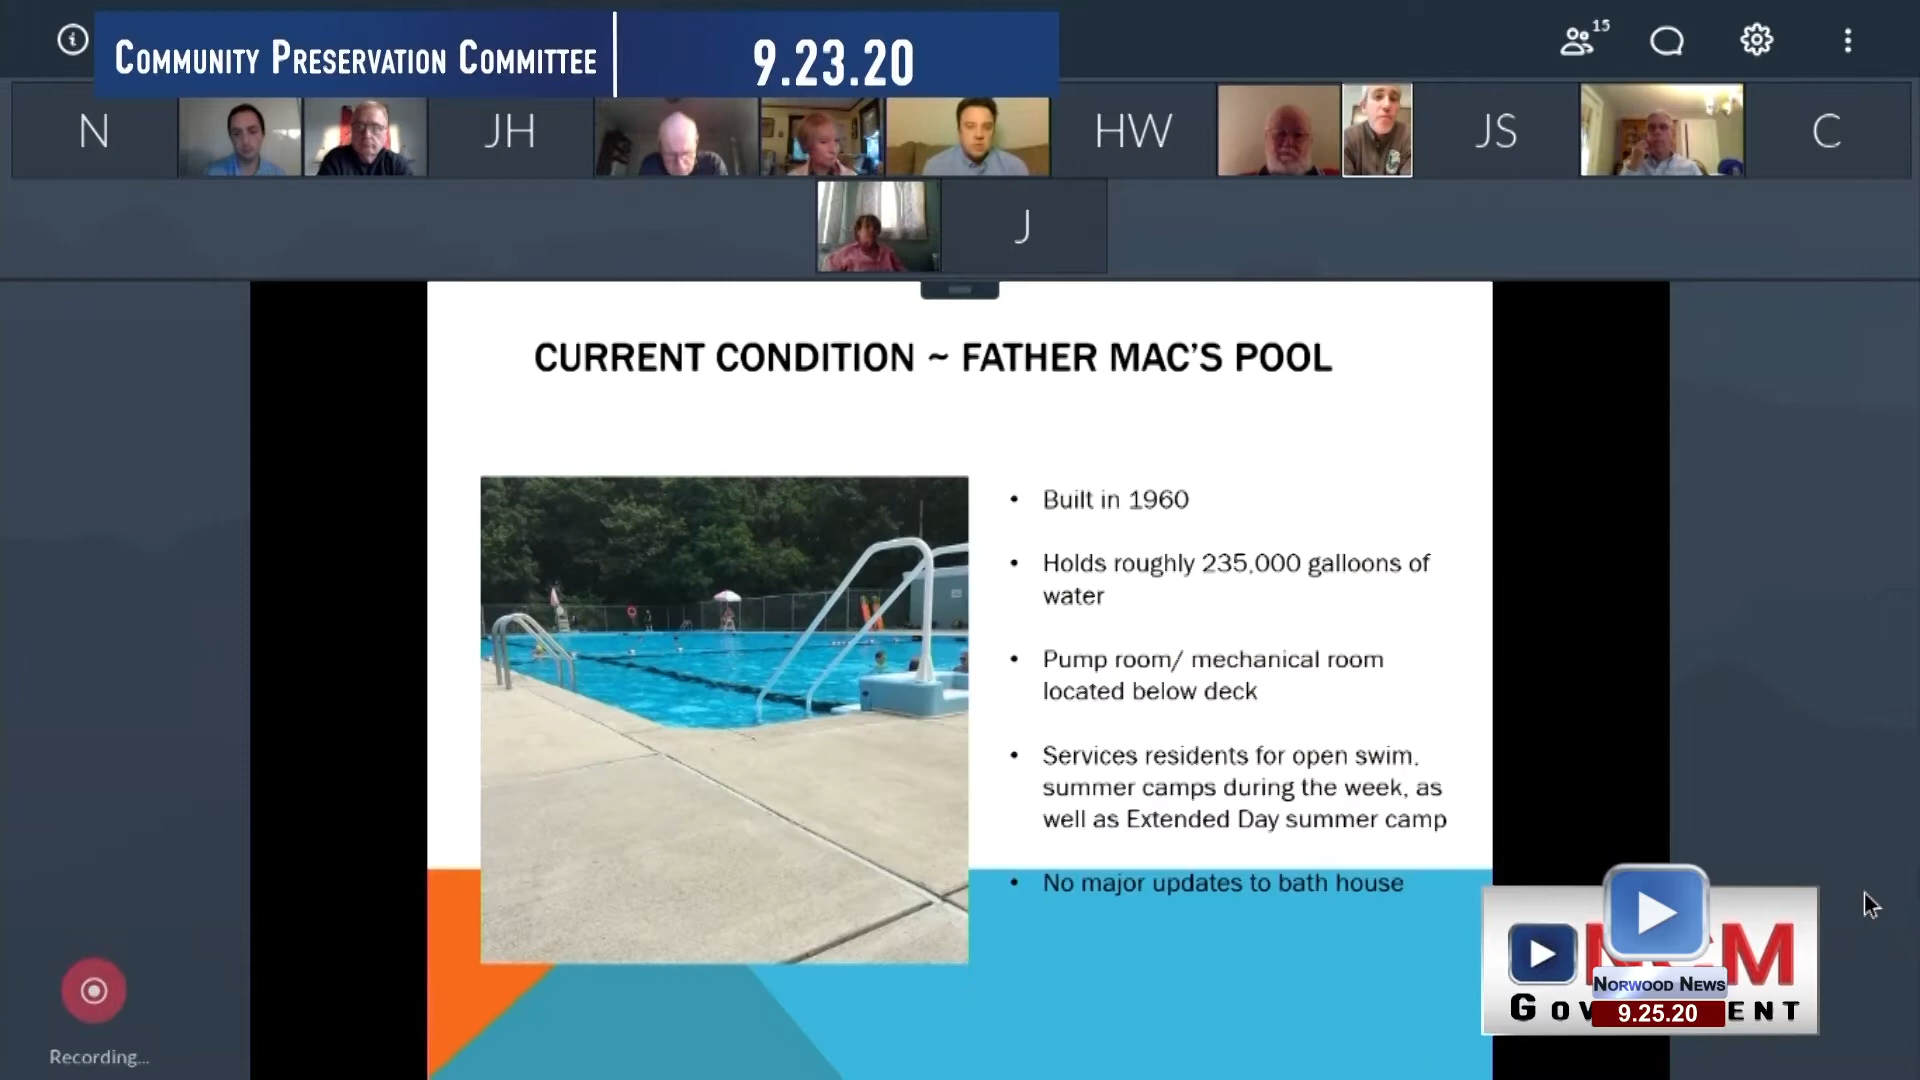 COMMUNITY PRESERVATION COMMITTEE
9.23.20
15
N
JH
HW
JS
C
J
CURRENT CONDITION ~ FATHER MAC'S POOL
• Built in 1960
• Holds roughly 235,000 galloons of
water
• Pump room/ mechanical room
located below deck
• Services residents for open swim,
summer camps during the week, as
well as Extended Day summer camp
• No major updates to bath house
NORWOOD NEWS
9.25.20
Recording...